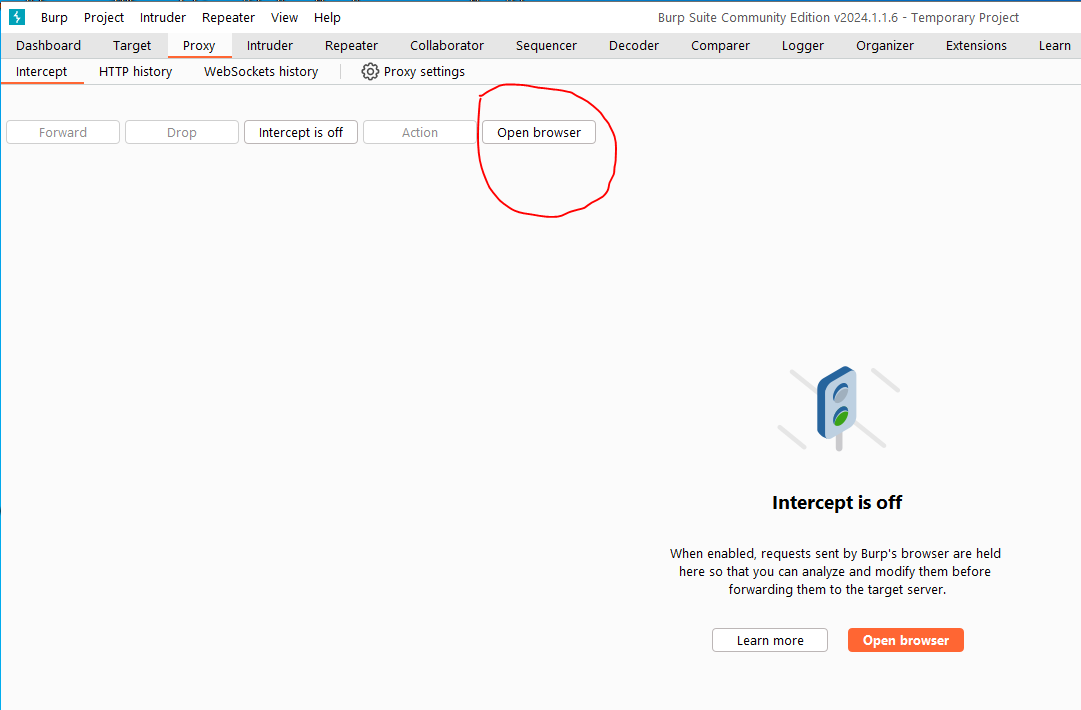 Burp Project Intruder Repeater View Help Burp Suite Community Edition v2024.1.1.6 - Temporary Project
Dashboard Target Proxy Intruder Repeater Collaborator Sequencer Decoder Comparer Logger Organizer Extensions Learn
Intercept HTTP history WebSockets history Proxy settings
Forward Drop Intercept is off Action Open browser
Intercept is off
When enabled, requests sent by Burp's browser are held
here so that you can analyze and modify them before
forwarding them to the target server.
Learn more Open browser